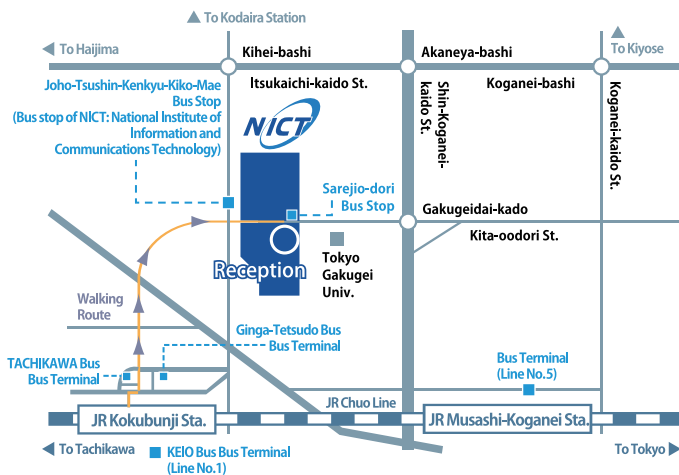 To Kodaira Station
To Haijima
Kihei-bashi
Akaneya-bashi
To Kiyose
Itsukaichi-kaido St.
Koganei-bashi
Shin-Koganei-
kaido St.
Koganei-kaido St.
Joho-Tsushin-Kenkyu-Kiko-Mae
Bus Stop
(Bus stop of NICT: National Institute of
Information and
Communications Technology)
NICT
Sarejio-dori
Bus Stop
Gakugeidai-kado
Kita-oodori St.
Reception
Tokyo
Gakugei
Univ.
Walking
Route
Ginga-Tetsudo Bus
Bus Terminal
TACHIKAWA Bus
Bus Terminal
Bus Terminal
(Line No.5)
JR Chuo Line
JR Kokubunji Sta.
JR Musashi-Koganei Sta.
To Tachikawa
KEIO Bus Bus Terminal
(Line No.1)
To Tokyo